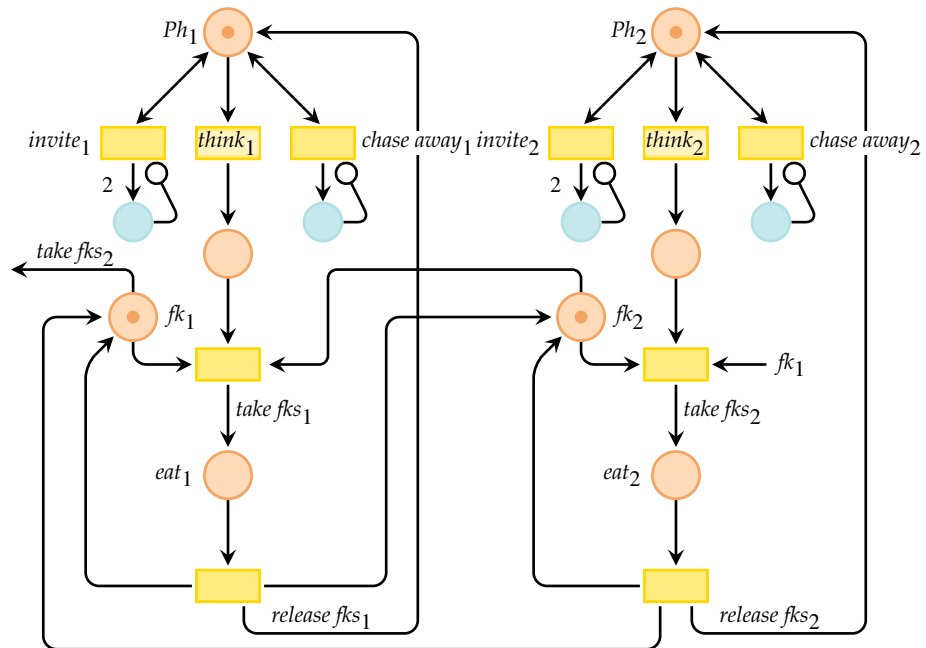 Ph1 Ph2
invite1 think1 chase away1 invite2 think2 chase away2
2 2
take fks2
fk1 fk2
fk1
take fks1 take fks2
eat1 eat2
release fks1 release fks2